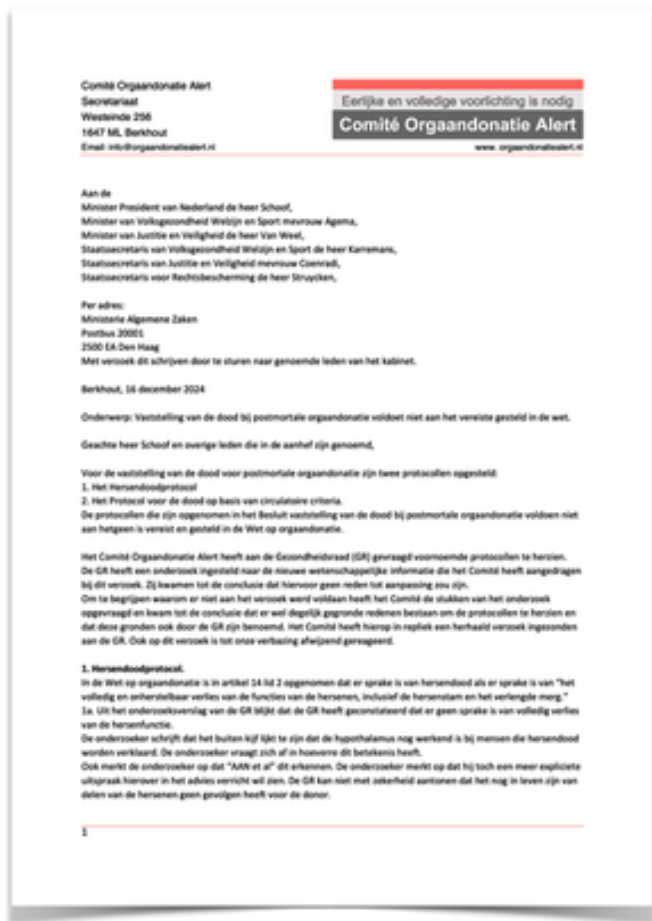 Comité Orgaandonatie Alert
Secretariaat
Westeinde 256
1647 ML Berkhout
Email: info@orgaandonatiealert.nl
Eerlijke en volledige voorlichting is nodig
Comité Orgaandonatie Alert
www. orgaandonatiealert.nl
Aan de
Minister President van Nederland de heer Schoof,
Minister van Volksgezondheid Welzijn en Sport mevrouw Agema,
Minister van Justitie en Veiligheid de heer Van Weel,
Staatssecretaris van Volksgezondheid Welzijn en Sport de heer Karremans,
Staatssecretaris van Justitie en Veiligheid mevrouw Coenradi,
Staatssecretaris voor Rechtsbescherming de heer Struycken,
Per adres:
Ministerie Algemene Zaken
Postbus 20001
2500 EA Den Haag
Met verzoek dit schrijven door te sturen naar genoemde leden van het kabinet.
Berkhout, 16 december 2024
Onderwerp: Vaststelling van de dood bij postmortale orgaandonatie voldoet niet aan het vereiste gesteld in de wet.
Geachte heer Schoof en overige leden die in de aanhef zijn genoemd,
Voor de vaststelling van de dood voor postmortale orgaandonatie zijn twee protocollen opgesteld:
1. Het Hersendoodprotocol
2. Het Protocol voor de dood op basis van circulatoire criteria.
De protocollen die zijn opgenomen in het Besluit vaststelling van de dood bij postmortale orgaandonatie voldoen niet
aan hetgeen is vereist en gesteld in de Wet op orgaandonatie.
Het Comité Orgaandonatie Alert heeft aan de Gezondheidsraad (GR) gevraagd voornoemde protocollen te herzien.
De GR heeft een onderzoek ingesteld naar de nieuwe wetenschappelijke informatie die het Comité heeft aangedragen
bij dit verzoek. Zij kwamen tot de conclusie dat hiervoor geen reden tot aanpassing zou zijn.
Om te begrijpen waarom er niet aan het verzoek werd voldaan heeft het Comité de stukken van het onderzoek
opgevraagd en kwam tot de conclusie dat er wel degelijk gegronde redenen bestaan om de protocollen te herzien en
dat deze gronden ook door de GR zijn benoemd. Het Comité heeft hierop in repliek een herhaald verzoek ingezonden
aan de GR. Ook op dit verzoek is tot onze verbazing afwijzend gereageerd.
1. Hersendoodprotocol.
In de Wet op orgaandonatie is in artikel 14 lid 2 opgenomen dat er sprake is van hersendood als er sprake is van "het
volledig en onherstelbaar verlies van de functies van de hersenen, inclusief de hersenstam en het verlengde merg."
1a. Uit het onderzoeksverslag van de GR blijkt dat de GR heeft geconstateerd dat er geen sprake is van volledig verlies
van de hersenfunctie.
De onderzoeker schrijft dat het buiten kijf lijkt te zijn dat de hypothalamus nog werkend is bij mensen die hersendood
worden verklaard. De onderzoeker vraagt zich af in hoeverre dit betekenis heeft.
Ook merkt de onderzoeker op dat "AAN et al" dit erkennen. De onderzoeker merkt op dat hij toch een meer expliciete
uitspraak hierover in het advies verricht wil zien. De GR kan niet met zekerheid aantonen dat het nog in leven zijn van
delen van de hersenen geen gevolgen heeft voor de donor.
1